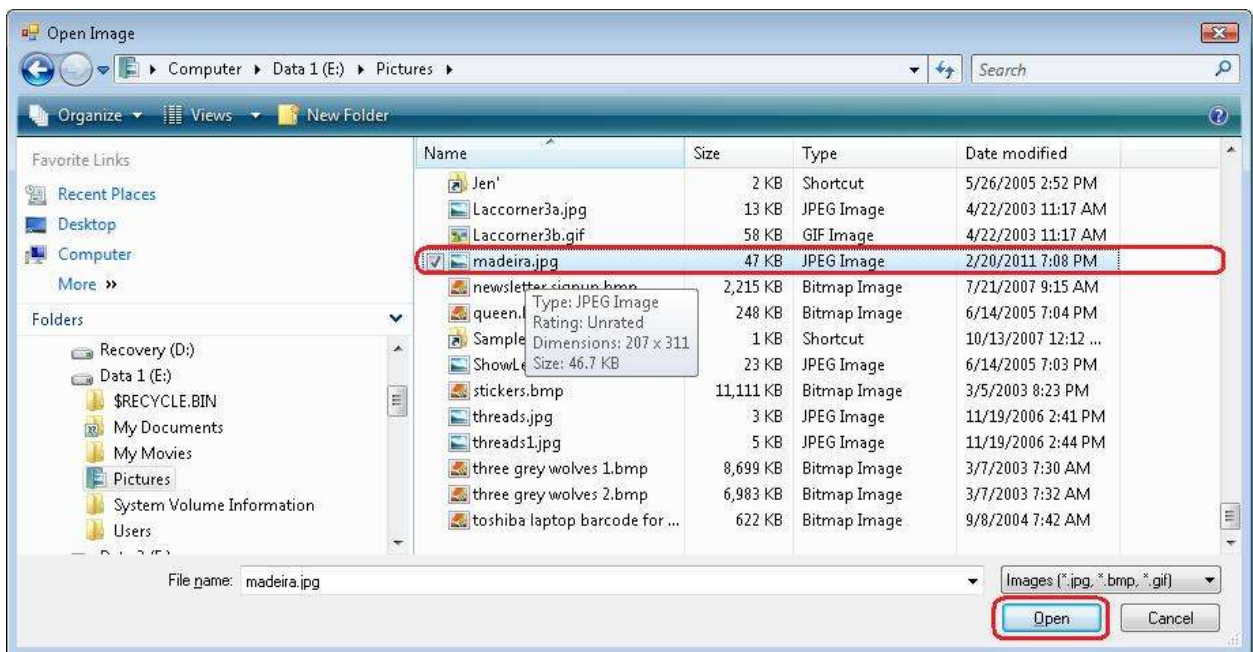 Open Image
Computer Data 1 (E:) Pictures Search
Organize Views New Folder
Favorite Links
Recent Places
Desktop
Computer
More »
Folders
Recovery (D:)
Data 1 (E:)
$RECYCLE.BIN
My Documents
My Movies
Pictures
System Volume Information
Users
Name Size Type Date modified
Jen' 2 KB Shortcut 5/26/2005 2:52 PM
Laccorner3a.jpg 13 KB JPEG Image 4/22/2003 11:17 AM
Laccorner3b.gif 58 KB GIF Image 4/22/2003 11:17 AM
madeira.jpg 47 KB JPEG Image 2/20/2011 7:08 PM
newsletter signup.bmp 2,215 KB Bitmap Image 7/21/2007 9:15 AM
queen. 248 KB Bitmap Image 6/14/2005 7:04 PM
Sample 1 KB Shortcut 10/13/2007 12:12 ...
ShowLe 23 KB JPEG Image 6/14/2005 7:03 PM
stickers.bmp 11,111 KB Bitmap Image 3/5/2003 8:23 PM
threads.jpg 3 KB JPEG Image 11/19/2006 2:41 PM
threads1.jpg 5 KB JPEG Image 11/19/2006 2:44 PM
three grey wolves 1.bmp 8,699 KB Bitmap Image 3/7/2003 7:30 AM
three grey wolves 2.bmp 6,983 KB Bitmap Image 3/7/2003 7:32 AM
toshiba laptop barcode for ... 622 KB Bitmap Image 9/8/2004 7:42 AM
Type: JPEG Image
Rating: Unrated
Dimensions: 207 x 311
Size: 46.7 KB
File name: madeira.jpg Images (*.jpg, *.bmp, *.gif)
Open Cancel